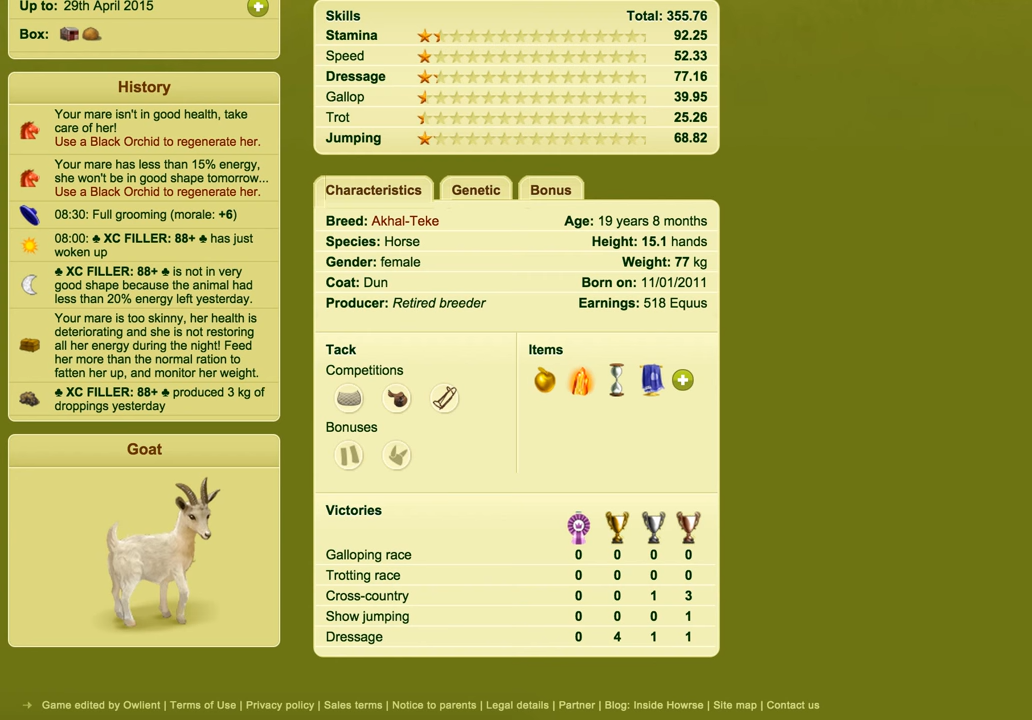 Up to: 29th April 2015
Box:
History
Your mare isn't in good health, take
care of her!
Use a Black Orchid to regenerate her.
Your mare has less than 15% energy,
she won't be in good shape tomorrow...
Use a Black Orchid to regenerate her.
08:30: Full grooming (morale: +6)
08:00: ♣ XC FILLER: 88+ ♣ has just
woken up
♣ XC FILLER: 88+ ♣ is not in very
good shape because the animal had
less than 20% energy left yesterday.
Your mare is too skinny, her health is
deteriorating and she is not restoring
all her energy during the night! Feed
her more than the normal ration to
fatten her up, and monitor her weight.
♣ XC FILLER: 88+ ♣ produced 3 kg of
droppings yesterday
Goat
Skills Total: 355.76
Stamina 92.25
Speed 52.33
Dressage 77.16
Gallop 39.95
Trot 25.26
Jumping 68.82
Characteristics Genetic Bonus
Breed: Akhal-Teke Age: 19 years 8 months
Species: Horse Height: 15.1 hands
Gender: female Weight: 77 kg
Coat: Dun Born on: 11/01/2011
Producer: Retired breeder Earnings: 518 Equus
Tack
Competitions
Bonuses
Items
Victories
Galloping race 0 0 0 0
Trotting race 0 0 0 0
Cross-country 0 0 1 3
Show jumping 0 0 0 1
Dressage 0 4 1 1
Game edited by Owlient | Terms of Use | Privacy policy | Sales terms | Notice to parents | Legal details | Partner | Blog: Inside Howrse | Site map | Contact us